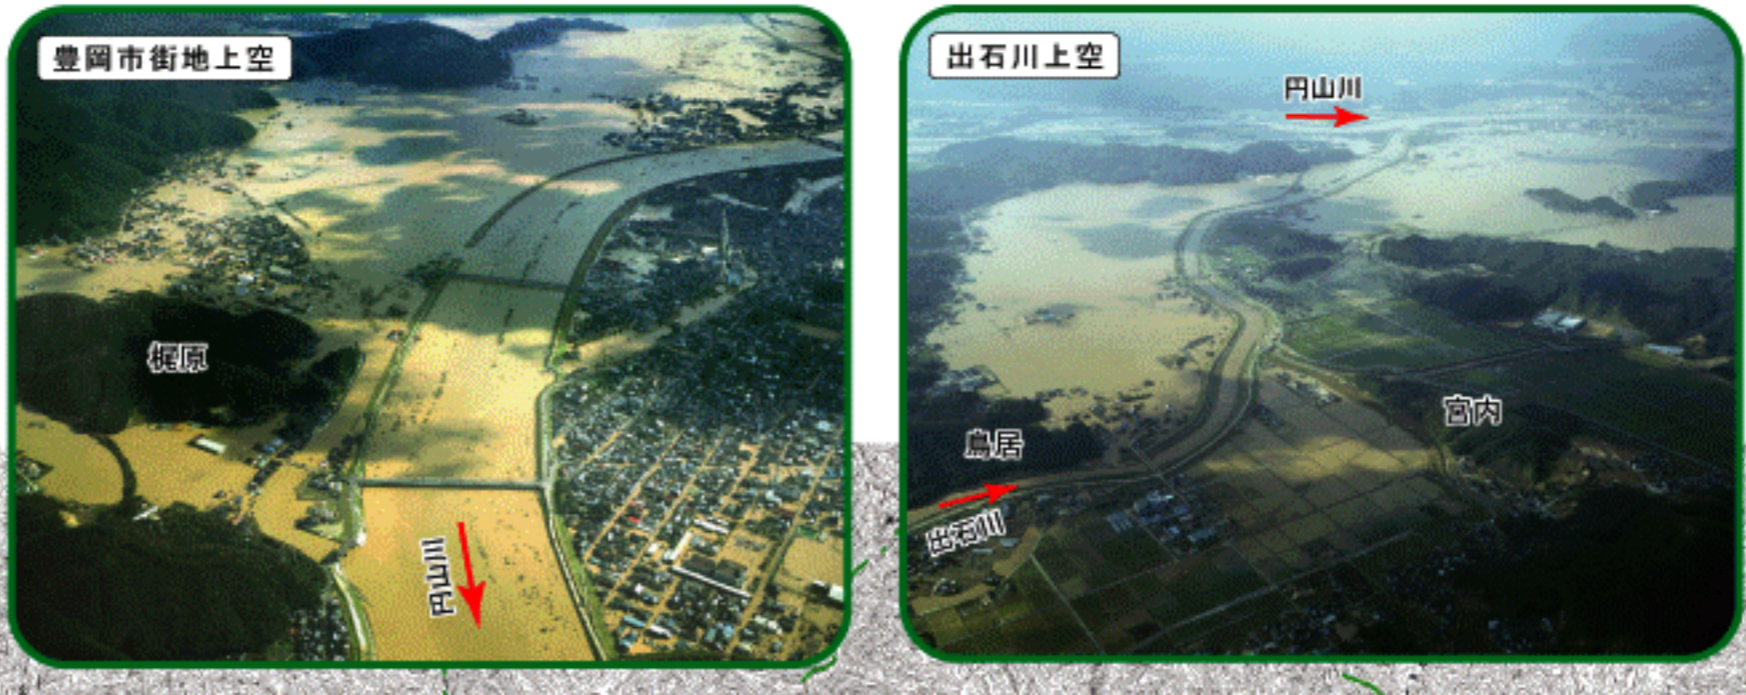 豊岡市街地上空
梶原
円山川
出石川上空
円山川
鳥居
出石川
宮内